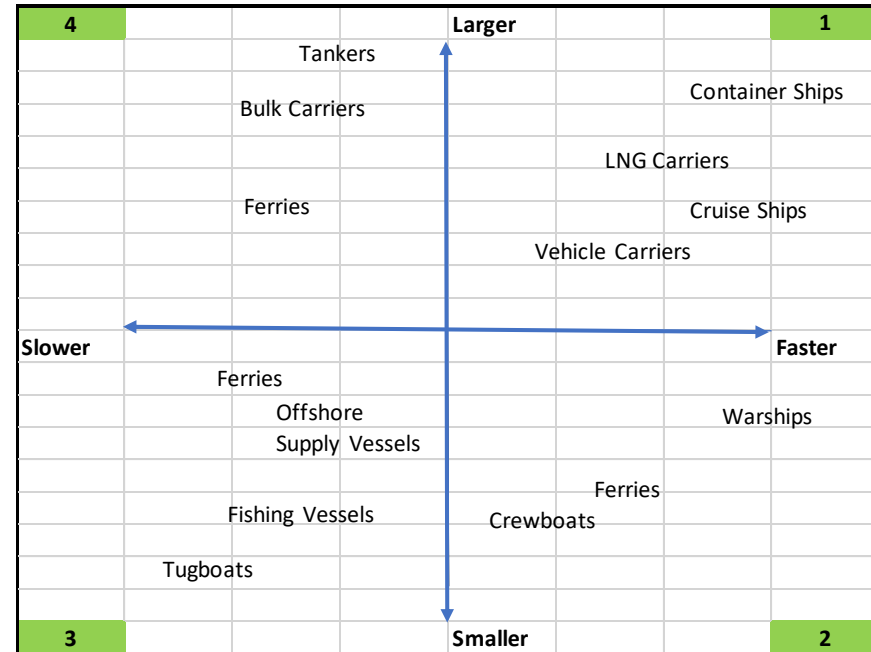 4 Larger 1
Tankers
Container Ships
Bulk Carriers
LNG Carriers
Ferries Cruise Ships
Vehicle Carriers
Slower Faster
Ferries
Offshore Warships
Supply Vessels
Ferries
Fishing Vessels Crewboats
Tugboats
3 Smaller 2